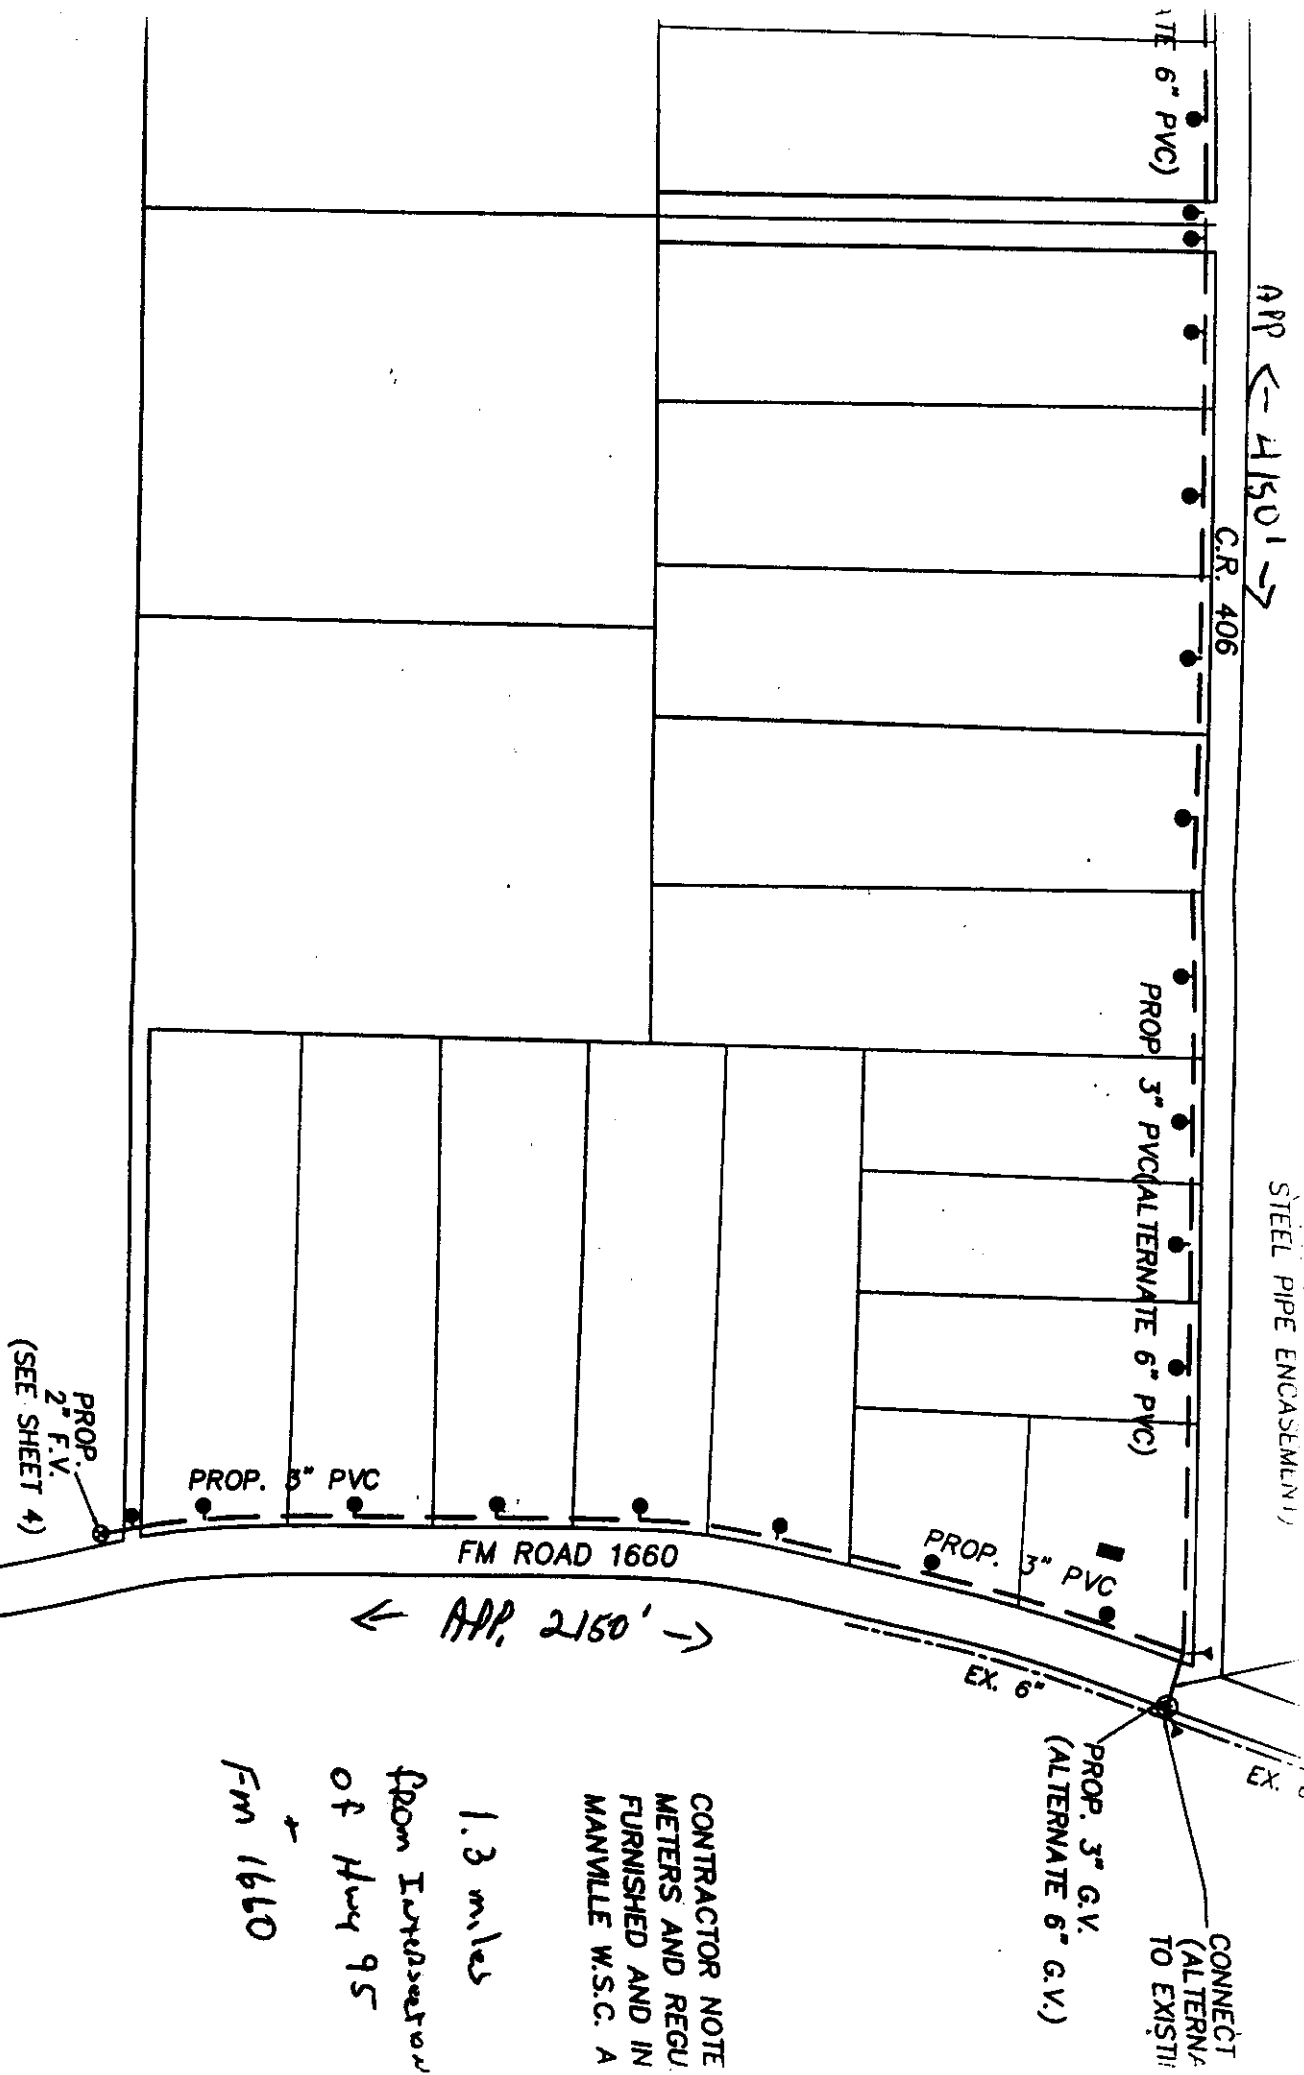 ATE 6" PVC)
APP <- 4150' ->
C.R. 406
PROP. 3" PVC(ALTERNATE 6" PVC)
STEEL PIPE ENCASEMENT)
PROP.
2" F.V.
(SEE SHEET 4)
PROP. 3" PVC
FM ROAD 1660
PROP. 3" PVC
<- APP. 2150' ->
EX. 6"
EX.
PROP. 3" G.V.
(ALTERNATE 6" G.V.)
CONNECT
(ALTERNA
TO EXISTI
CONTRACTOR NOTE
METERS AND REGU
FURNISHED AND IN
MANVILLE W.S.C. A
1.3 miles
from Intersection
of Hwy 95
+
Fm 1660